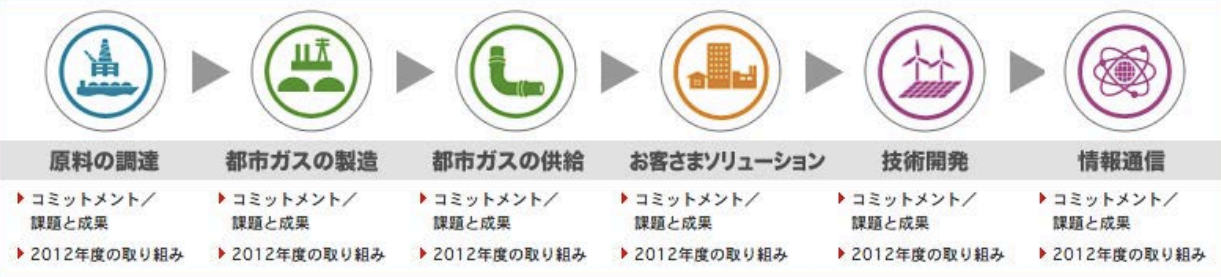 原料の調達
都市ガスの製造
都市ガスの供給
お客さまソリューション
技術開発
情報通信
コミットメント／
課題と成果
2012年度の取り組み
コミットメント／
課題と成果
2012年度の取り組み
コミットメント／
課題と成果
2012年度の取り組み
コミットメント／
課題と成果
2012年度の取り組み
コミットメント／
課題と成果
2012年度の取り組み
コミットメント／
課題と成果
2012年度の取り組み